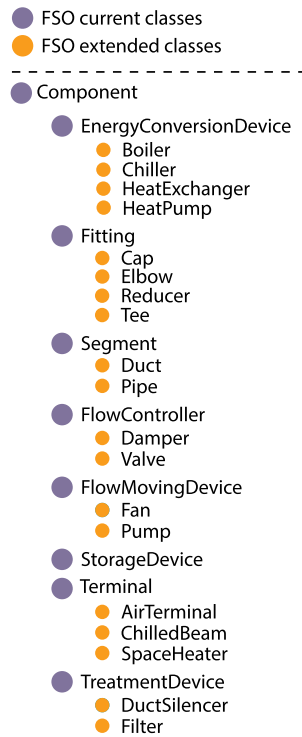 FSO current classes
FSO extended classes
Component
EnergyConversionDevice
Boiler
Chiller
HeatExchanger
HeatPump
Fitting
Cap
Elbow
Reducer
Tee
Segment
Duct
Pipe
FlowController
Damper
Valve
FlowMovingDevice
Fan
Pump
StorageDevice
Terminal
AirTerminal
ChilledBeam
SpaceHeater
TreatmentDevice
DuctSilencer
Filter